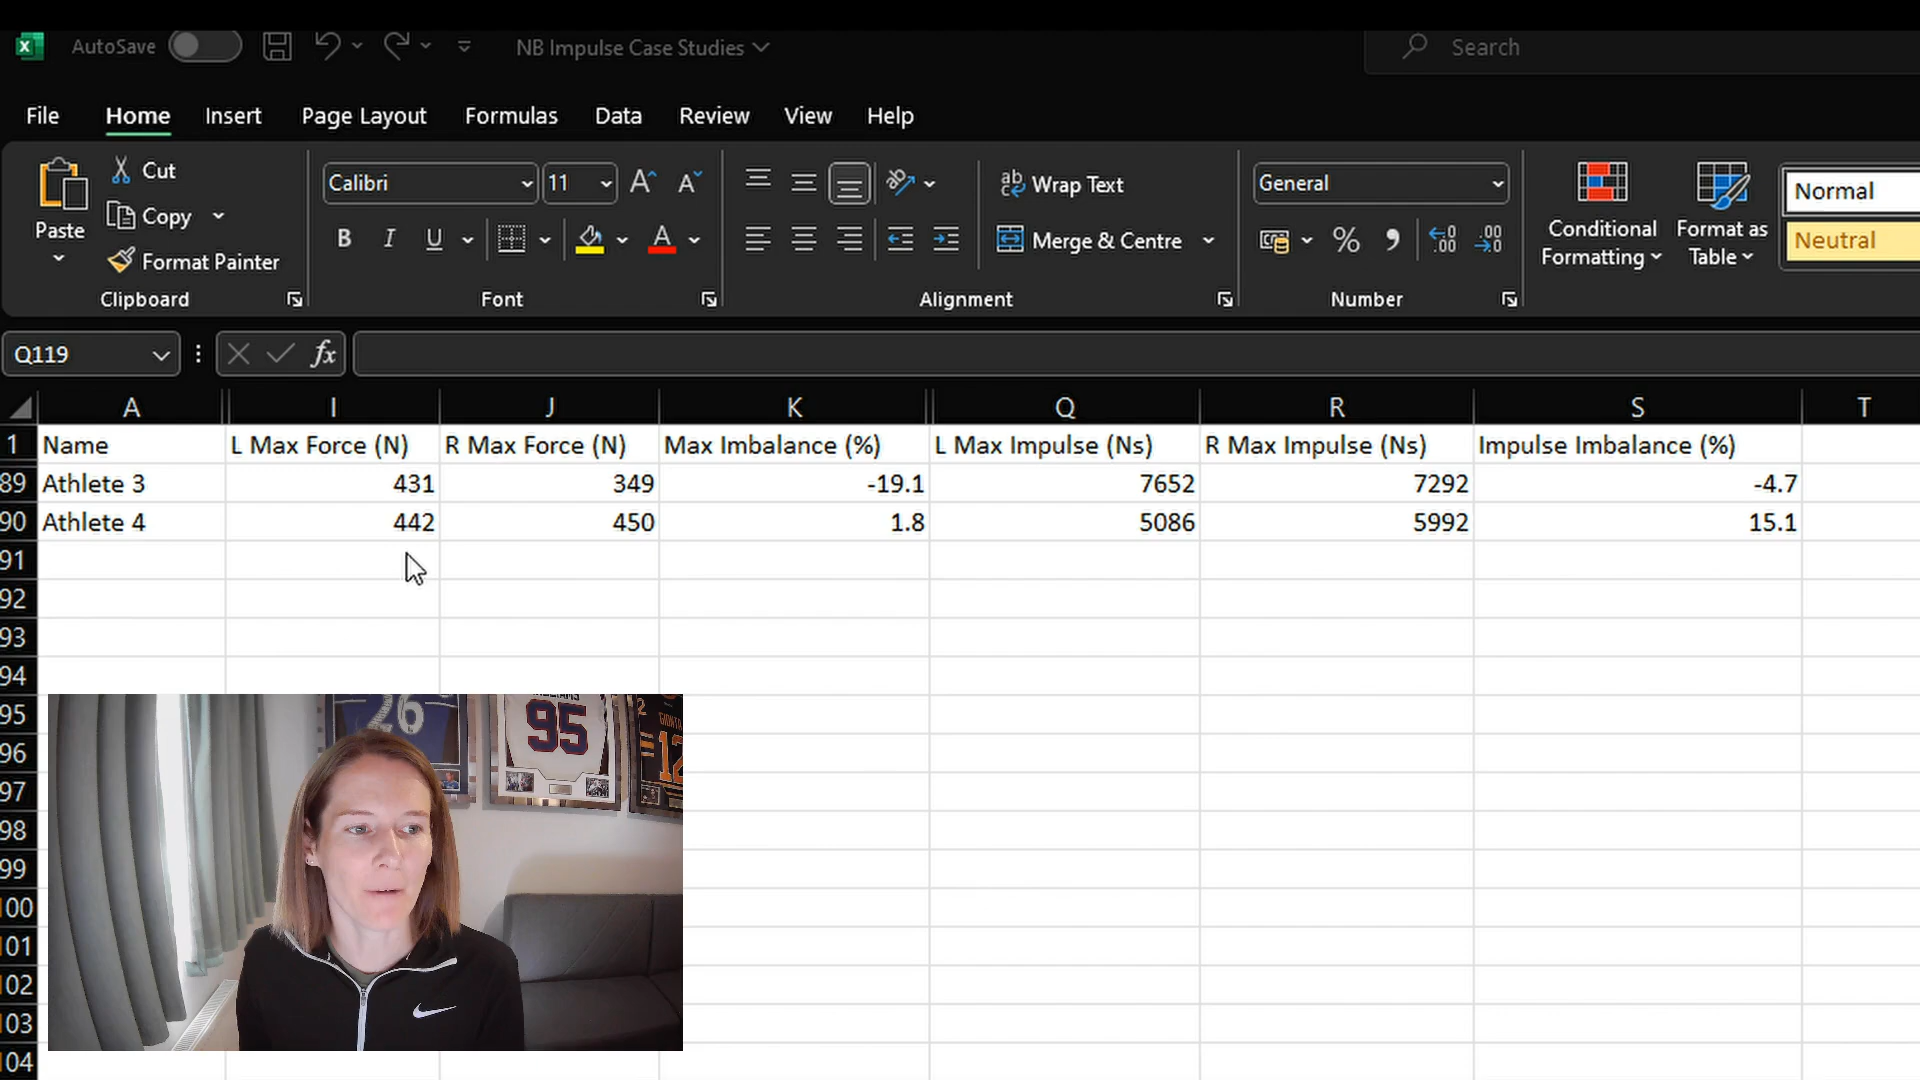 AutoSave NB Impulse Case Studies Search
File Home Insert Page Layout Formulas Data Review View Help
Paste
Cut
Copy
Format Painter
Clipboard
Calibri 11
B I U A
Font
Wrap Text
Merge & Centre
Alignment
General
% 9
Number
Conditional Formatting
Format as Table
Normal
Neutral
Q119 fx
A I J K Q R S T
1 Name L Max Force (N) R Max Force (N) Max Imbalance (%) L Max Impulse (Ns) R Max Impulse (Ns) Impulse Imbalance (%)
89 Athlete 3 431 349 -19.1 7652 7292 -4.7
90 Athlete 4 442 450 1.8 5086 5992 15.1
91
92
93
94
95
96
97
98
99
100
101
102
103
104
26
95
GIONTA
12